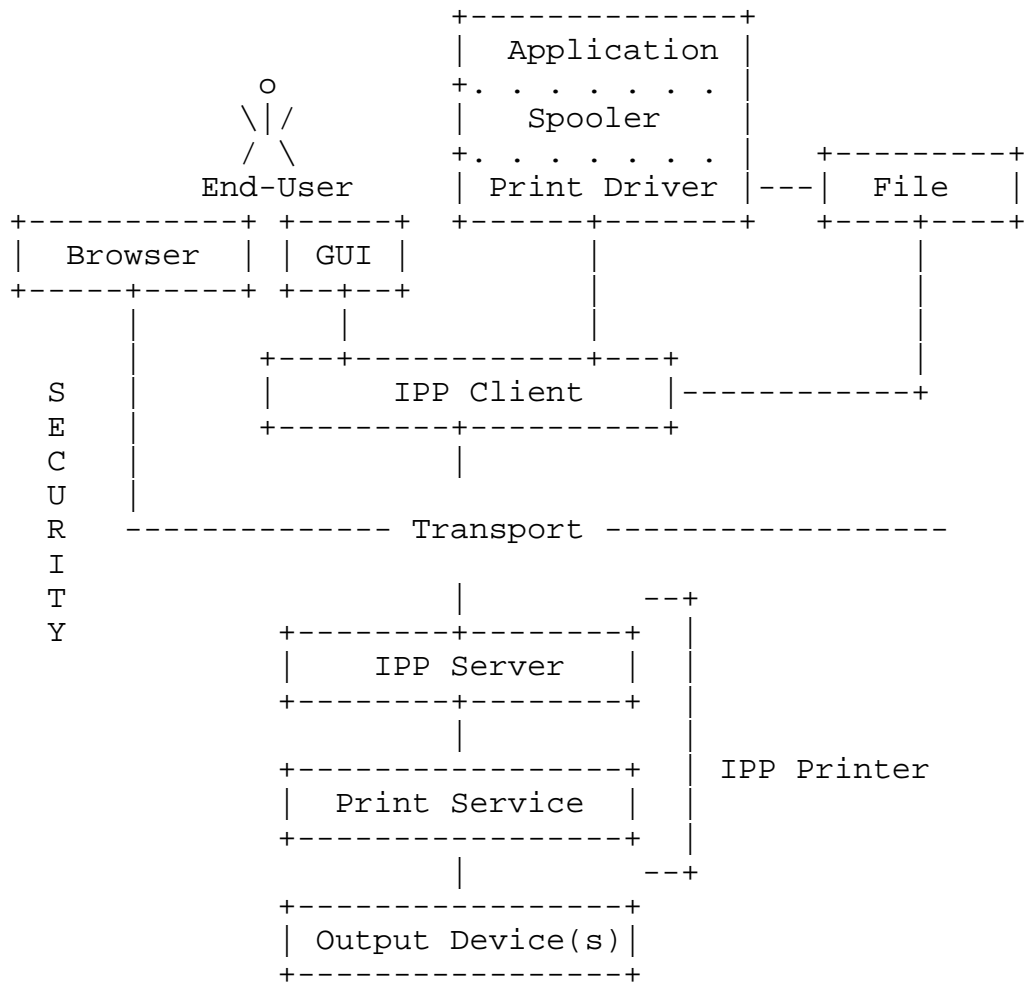 Application
Spooler
End-User
Print Driver
File
Browser
GUI
IPP Client
SECURITY
Transport
IPP Server
IPP Printer
Print Service
Output Device(s)